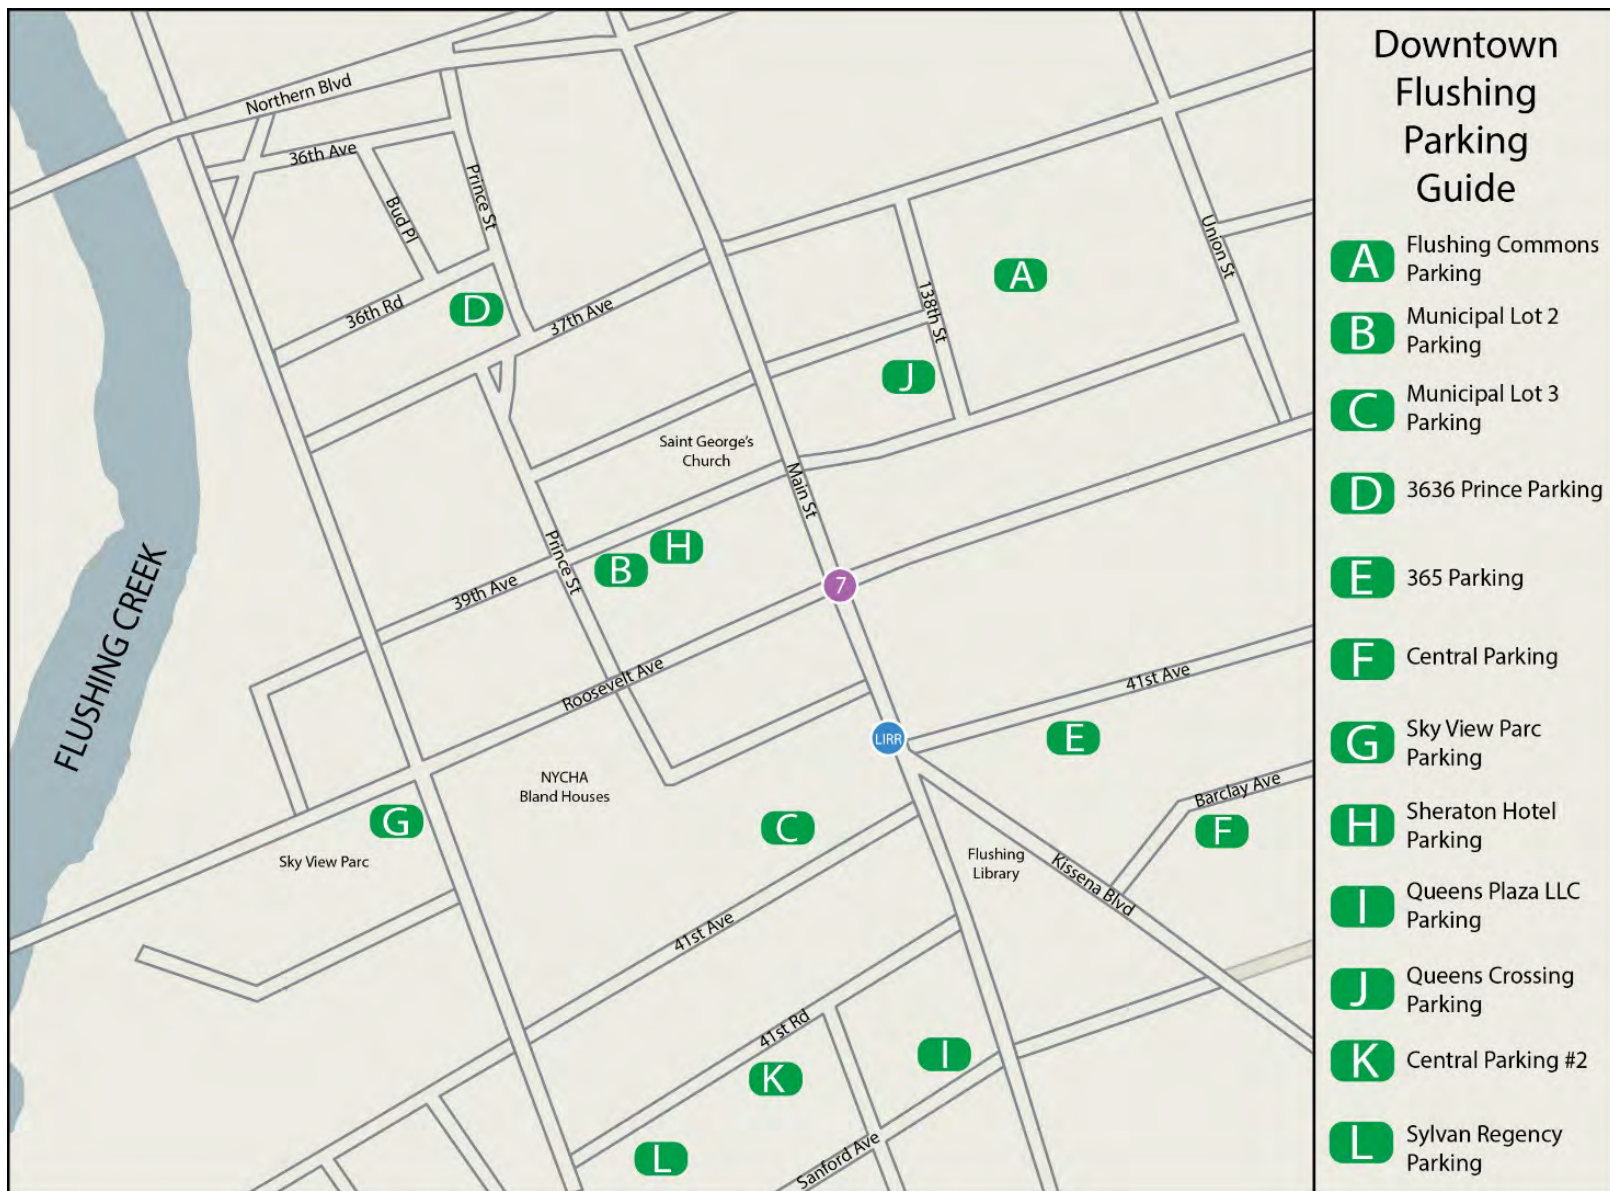 Northern Blvd
36th Ave
Prince St
Bud Pl
36th Rd
D
37th Ave
138th St
A
Union St
J
Saint George's
Church
Main St
39th Ave
Prince St
B
H
7
Roosevelt Ave
FLUSHING CREEK
41st Ave
LIRR
E
NYCHA
Bland Houses
Barclay Ave
F
G
Sky View Parc
C
Flushing
Library
Kissena Blvd
41st Ave
41st Rd
K
I
L
Sanford Ave
Downtown
Flushing
Parking
Guide
A
Flushing Commons
Parking
B
Municipal Lot 2
Parking
C
Municipal Lot 3
Parking
D
3636 Prince Parking
E
365 Parking
F
Central Parking
G
Sky View Parc
Parking
H
Sheraton Hotel
Parking
I
Queens Plaza LLC
Parking
J
Queens Crossing
Parking
K
Central Parking #2
L
Sylvan Regency
Parking